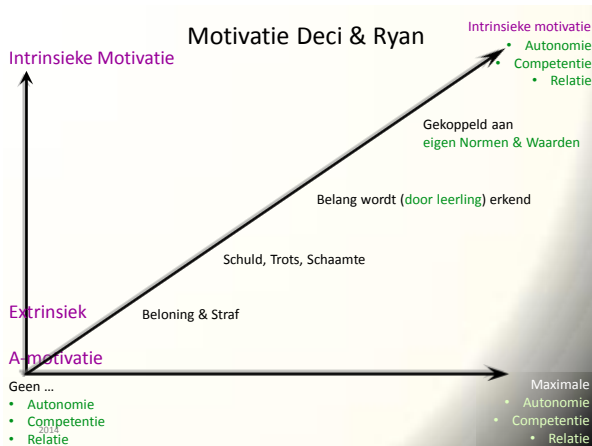 Motivatie Deci & Ryan
Intrinsieke motivatie
• Autonomie
• Competentie
• Relatie
Intrinsieke Motivatie
Gekoppeld aan
eigen Normen & Waarden
Belang wordt (door leerling) erkend
Schuld, Trots, Schaamte
Extrinsiek
Beloning & Straf
A-motivatie
Geen ...
• Autonomie
• Competentie
• Relatie
2014
Maximale
• Autonomie
• Competentie
• Relatie